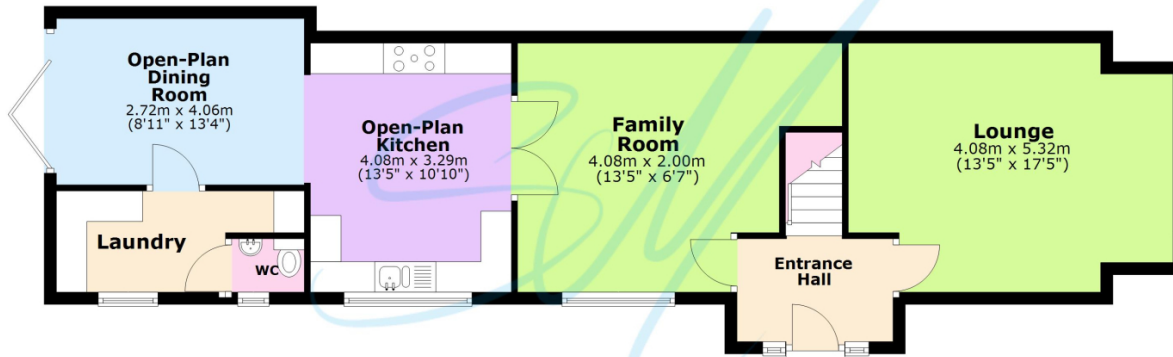 Open-Plan
Dining
Room
2.72m x 4.06m
(8'11" x 13'4")
Open-Plan
Kitchen
4.08m x 3.29m
(13'5" x 10'10")
Family
Room
4.08m x 2.00m
(13'5" x 6'7")
Lounge
4.08m x 5.32m
(13'5" x 17'5")
Laundry
WC
Entrance
Hall